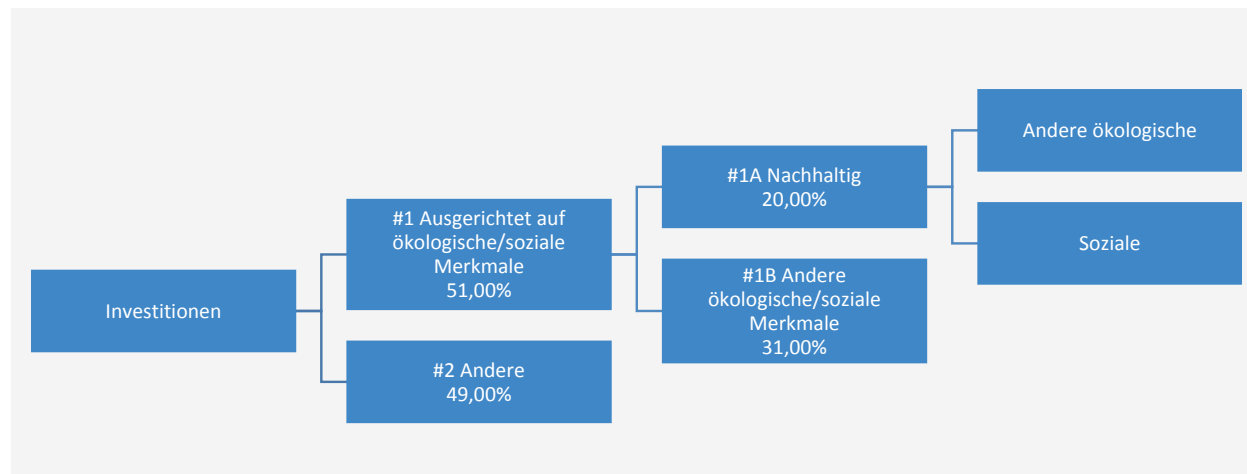 Investitionen
#1 Ausgerichtet auf
ökologische/soziale
Merkmale
51,00%
#2 Andere
49,00%
#1A Nachhaltig
20,00%
#1B Andere
ökologische/soziale
Merkmale
31,00%
Andere ökologische
Soziale